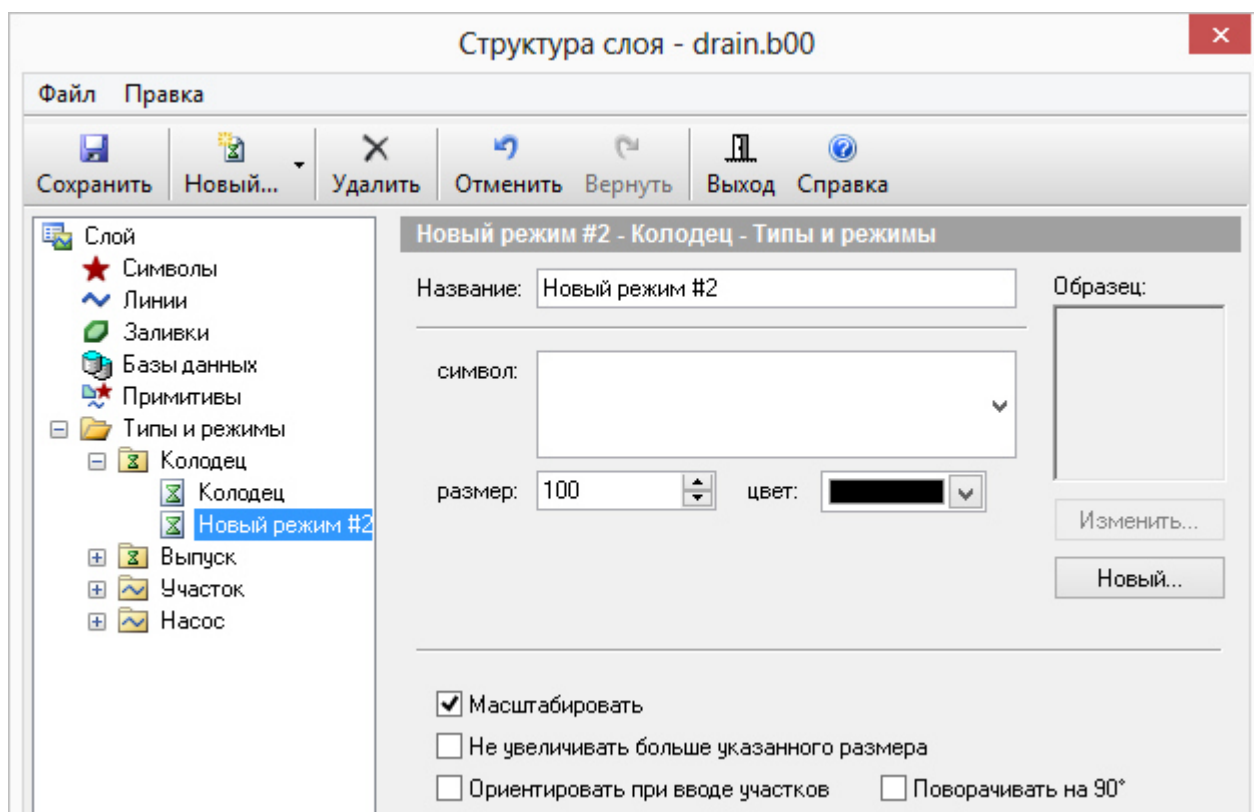 Структура слоя - drain.b00
Файл Правка
Сохранить Новый... Удалить Отменить Вернуть Выход Справка
Слой
Символы
Линии
Заливки
Базы данных
Примитивы
Типы и режимы
Колодец
Колодец
Новый режим #2
Выпуск
Участок
Насос
Новый режим #2 - Колодец - Типы и режимы
Название: Новый режим #2
Образец:
символ:
размер: 100 цвет:
Изменить...
Новый...
Масштабировать
Не увеличивать больше указанного размера
Ориентировать при вводе участков Поворачивать на 90°